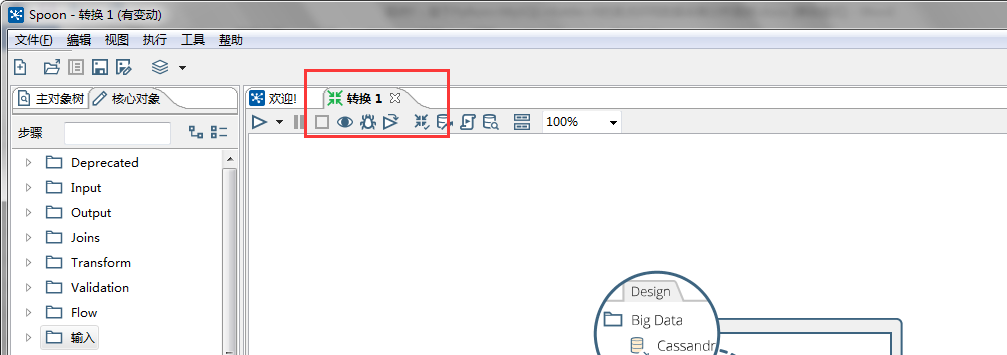 Spoon - 转换 1 (有变动)
文件(F) 编辑 视图 执行 工具 帮助
主对象树 核心对象 欢迎! 转换 1
步骤 100%
Deprecated
Input
Output
Joins
Transform
Validation
Flow
输入
Design
Big Data
Cassandr